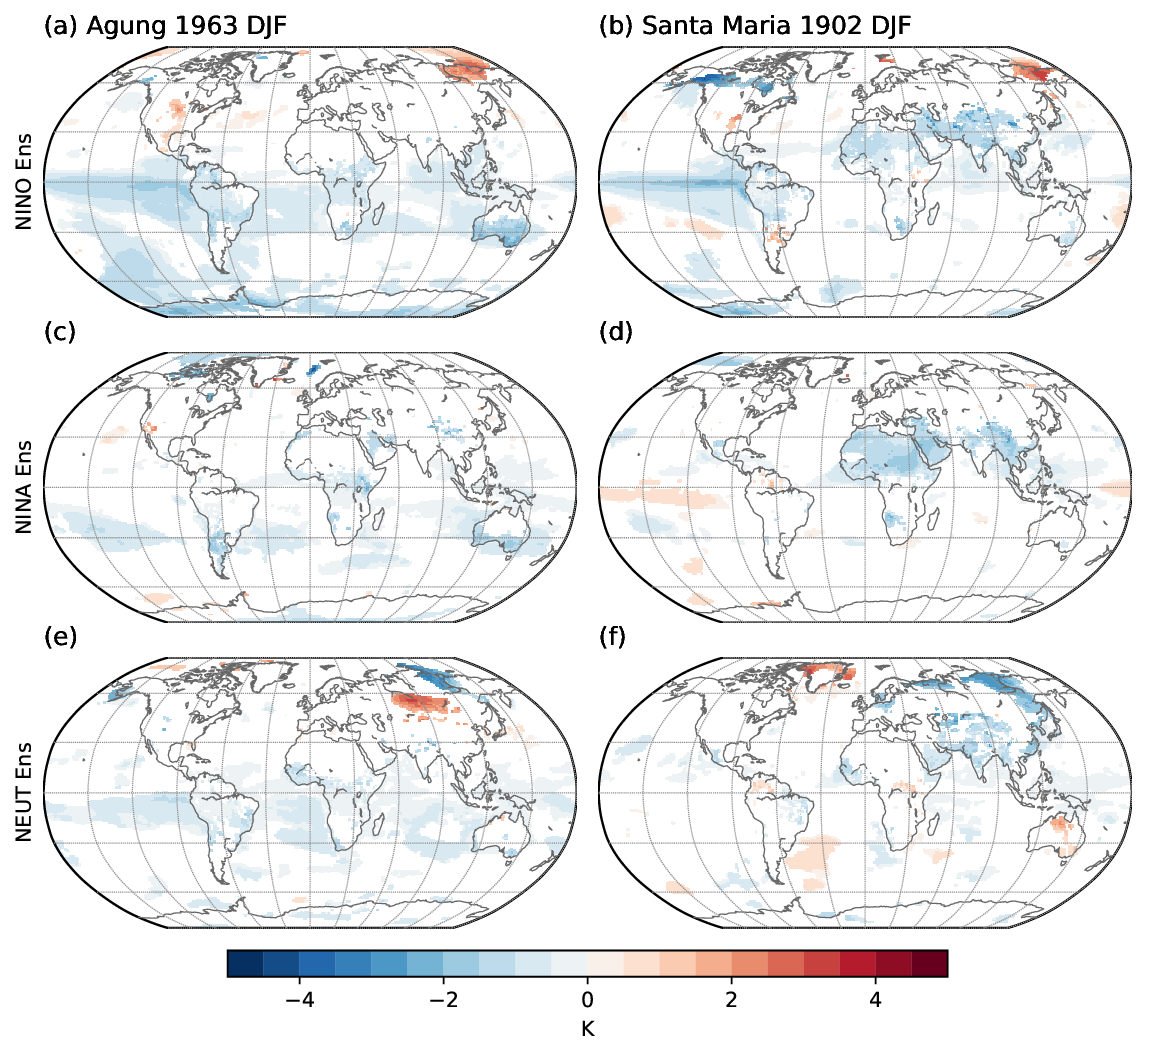 (a) Agung 1963 DJF
(b) Santa Maria 1902 DJF
NINO Ens
(c)
(d)
NINA Ens
(e)
(f)
NEUT Ens
−4 −2 0 2 4
K